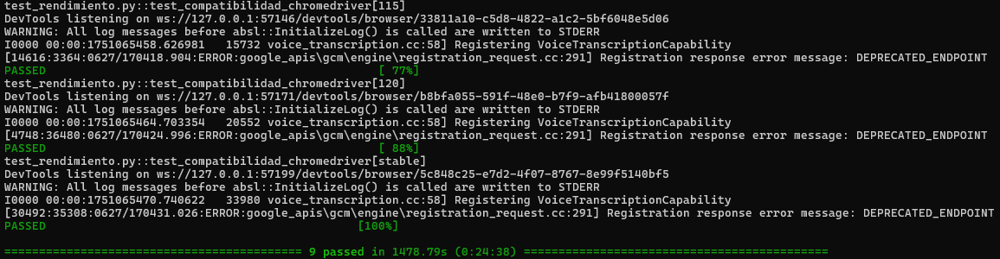 test_rendimiento.py::test_compatibilidad_chromedriver[115]
DevTools listening on ws://127.0.0.1:57146/devtools/browser/33811a10-c5d8-4822-a1c2-5bf6048e5d06
WARNING: All log messages before absl::InitializeLog() is called are written to STDERR
I0000 00:00:1751065458.626981   15732 voice_transcription.cc:58] Registering VoiceTranscriptionCapability
[14616:3364:0627/170418.904:ERROR:google_apis\gcm\engine\registration_request.cc:291] Registration response error message: DEPRECATED_ENDPOINT
PASSED [ 77%]
test_rendimiento.py::test_compatibilidad_chromedriver[120]
DevTools listening on ws://127.0.0.1:57171/devtools/browser/b8bfa055-591f-48e0-b7f9-afb41800057f
WARNING: All log messages before absl::InitializeLog() is called are written to STDERR
I0000 00:00:1751065464.703354   20552 voice_transcription.cc:58] Registering VoiceTranscriptionCapability
[4748:36480:0627/170424.996:ERROR:google_apis\gcm\engine\registration_request.cc:291] Registration response error message: DEPRECATED_ENDPOINT
PASSED [ 88%]
test_rendimiento.py::test_compatibilidad_chromedriver[stable]
DevTools listening on ws://127.0.0.1:57199/devtools/browser/5c848c25-e7d2-4f07-8767-8e99f5140bf5
WARNING: All log messages before absl::InitializeLog() is called are written to STDERR
I0000 00:00:1751065470.740622   33980 voice_transcription.cc:58] Registering VoiceTranscriptionCapability
[30492:35308:0627/170431.026:ERROR:google_apis\gcm\engine\registration_request.cc:291] Registration response error message: DEPRECATED_ENDPOINT
PASSED [100%]
=========================================== 9 passed in 1478.79s (0:24:38) ============================================